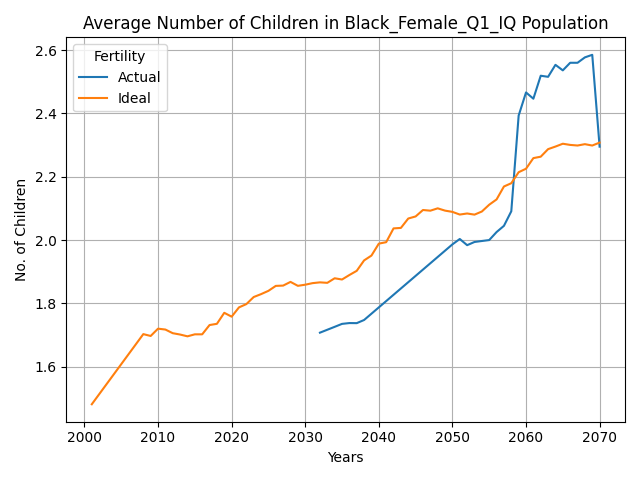 Average Number of Children in Black_Female_Q1_IQ Population
Fertility
Actual
Ideal
No. of Children
2.6
2.4
2.2
2.0
1.8
1.6
2000 2010 2020 2030 2040 2050 2060 2070
Years